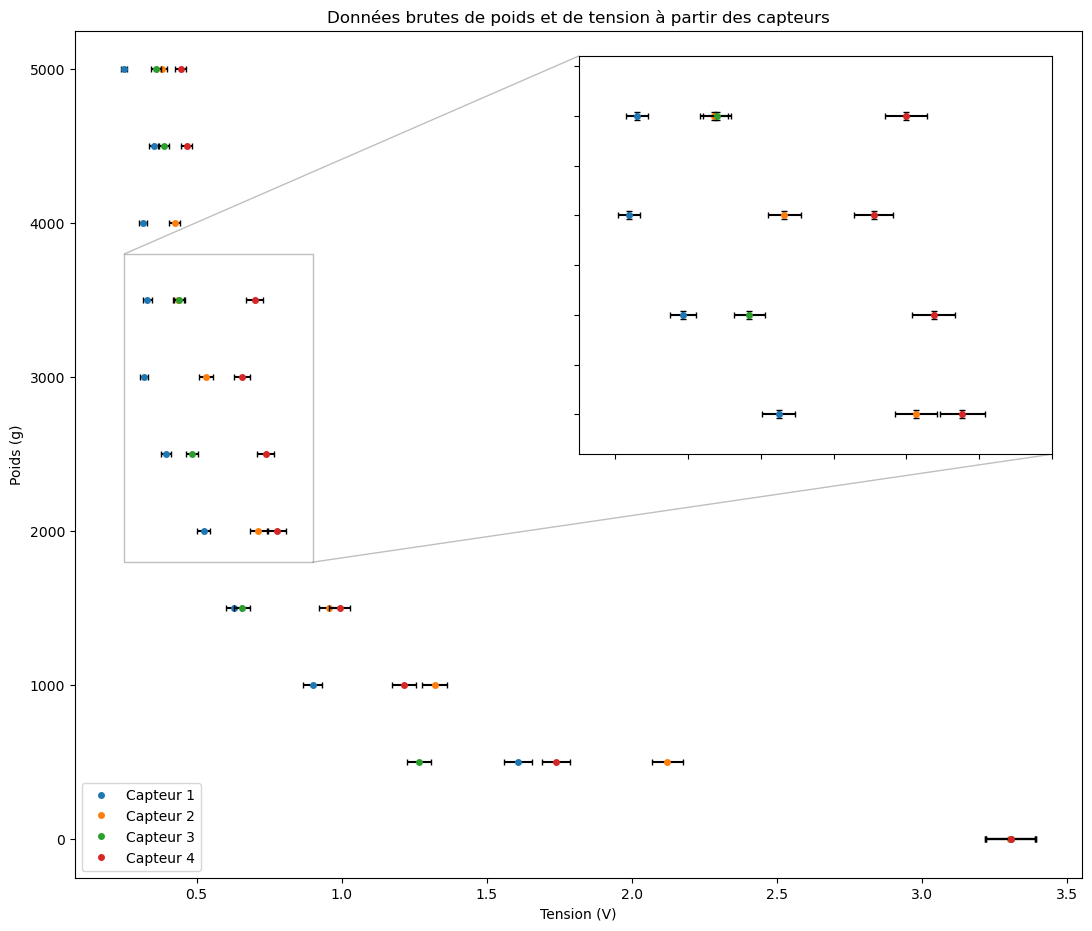 Données brutes de poids et de tension à partir des capteurs
5000
4000
3000
2000
1000
0
Poids (g)
Capteur 1
Capteur 2
Capteur 3
Capteur 4
0.5 1.0 1.5 2.0 2.5 3.0 3.5
Tension (V)